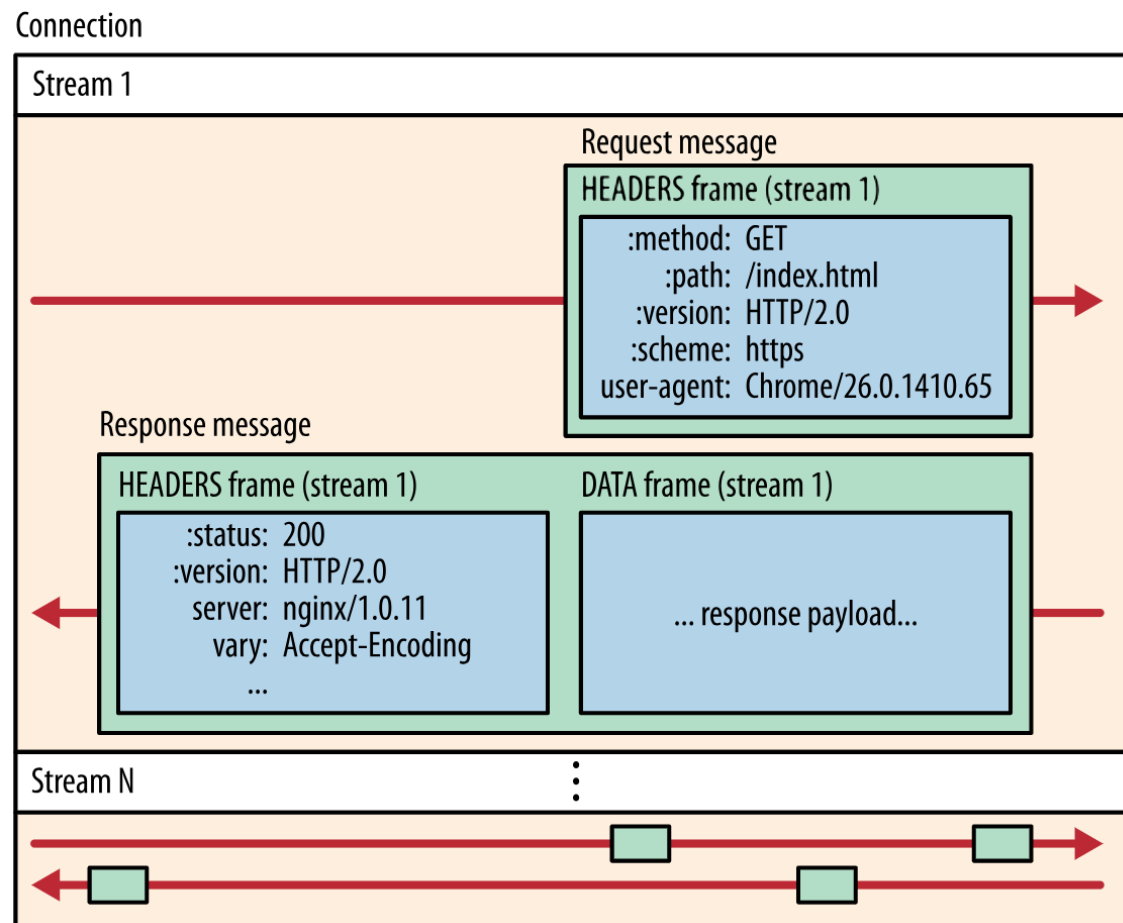 Connection
Stream 1
Request message
HEADERS frame (stream 1)
:method: GET
:path: /index.html
:version: HTTP/2.0
:scheme: https
user-agent: Chrome/26.0.1410.65
Response message
HEADERS frame (stream 1)
:status: 200
:version: HTTP/2.0
server: nginx/1.0.11
vary: Accept-Encoding
...
DATA frame (stream 1)
... response payload...
Stream N